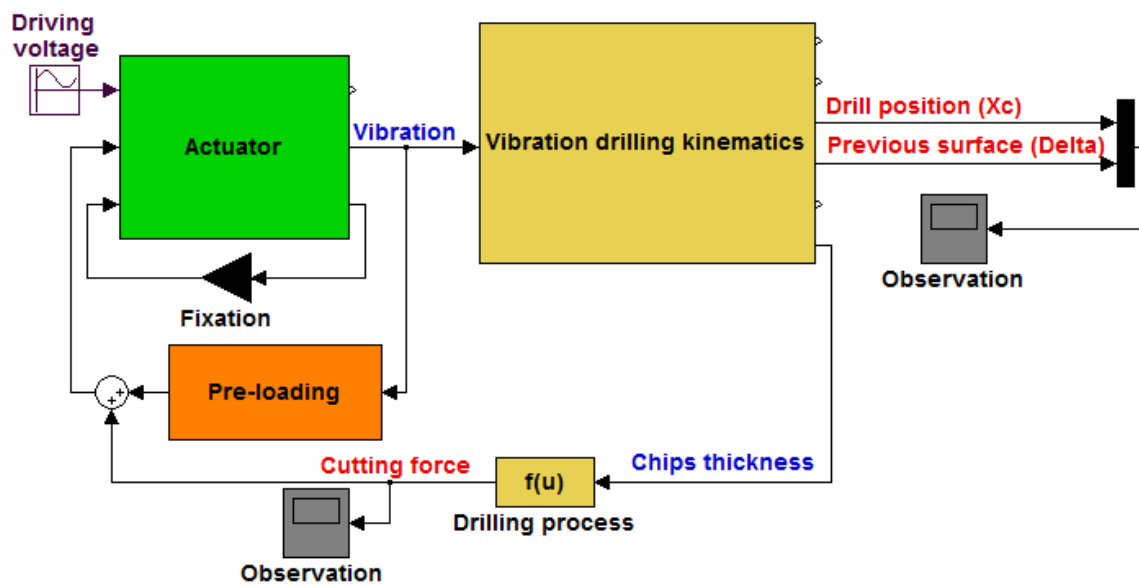 Driving
voltage
Actuator
Vibration
Vibration drilling kinematics
Drill position (Xc)
Previous surface (Delta)
Observation
Fixation
Pre-loading
+
+
Cutting force
f(u)
Chips thickness
Drilling process
Observation